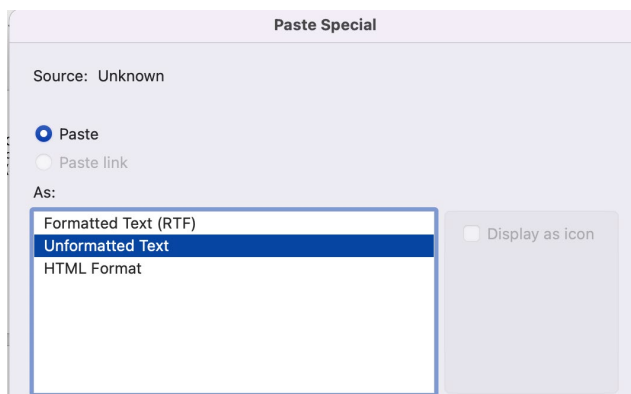 Paste Special
Source: Unknown
Paste
Paste link
As:
Formatted Text (RTF)
Unformatted Text
HTML Format
Display as icon